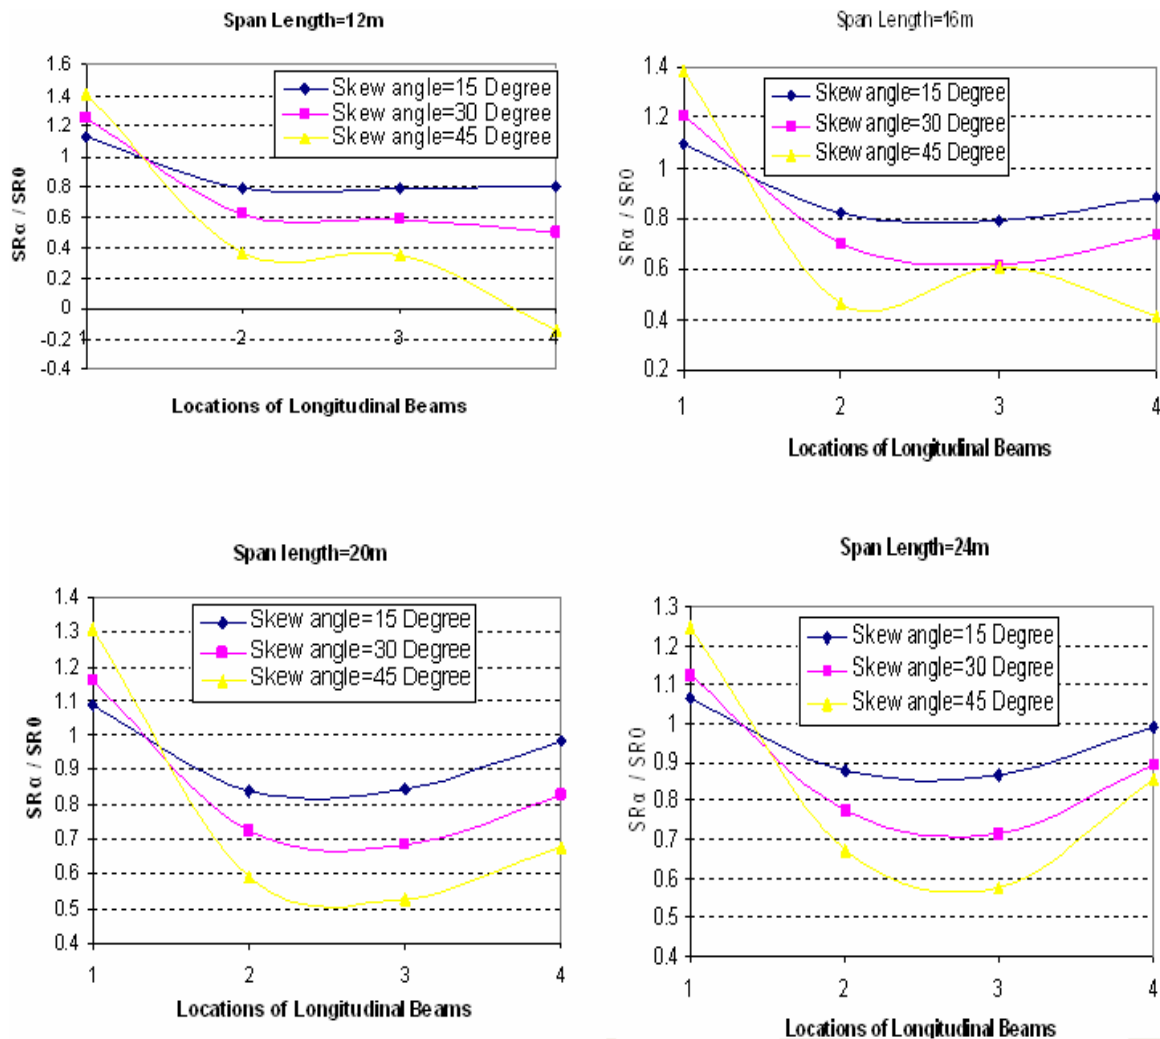 Span Length=12m
1.6
1.4
1.2
1
0.8
0.6
0.4
0.2
0
-0.2
-0.4
SRα / SR0
Skew angle=15 Degree
Skew angle=30 Degree
Skew angle=45 Degree
1 2 3 4
Locations of Longitudinal Beams
Span Length=16m
1.4
1.2
1
0.8
0.6
0.4
0.2
SRα / SR0
Skew angle=15 Degree
Skew angle=30 Degree
Skew angle=45 Degree
1 2 3 4
Locations of Longitudinal Beams
Span length=20m
1.4
1.3
1.2
1.1
1
0.9
0.8
0.7
0.6
0.5
0.4
SRα / SR0
Skew angle=15 Degree
Skew angle=30 Degree
Skew angle=45 Degree
1 2 3 4
Locations of Longitudinal Beams
Span Length=24m
1.3
1.2
1.1
1
0.9
0.8
0.7
0.6
0.5
0.4
SRα / SR0
Skew angle=15 Degree
Skew angle=30 Degree
Skew angle=45 Degree
1 2 3 4
Locations of Longitudinal Beams